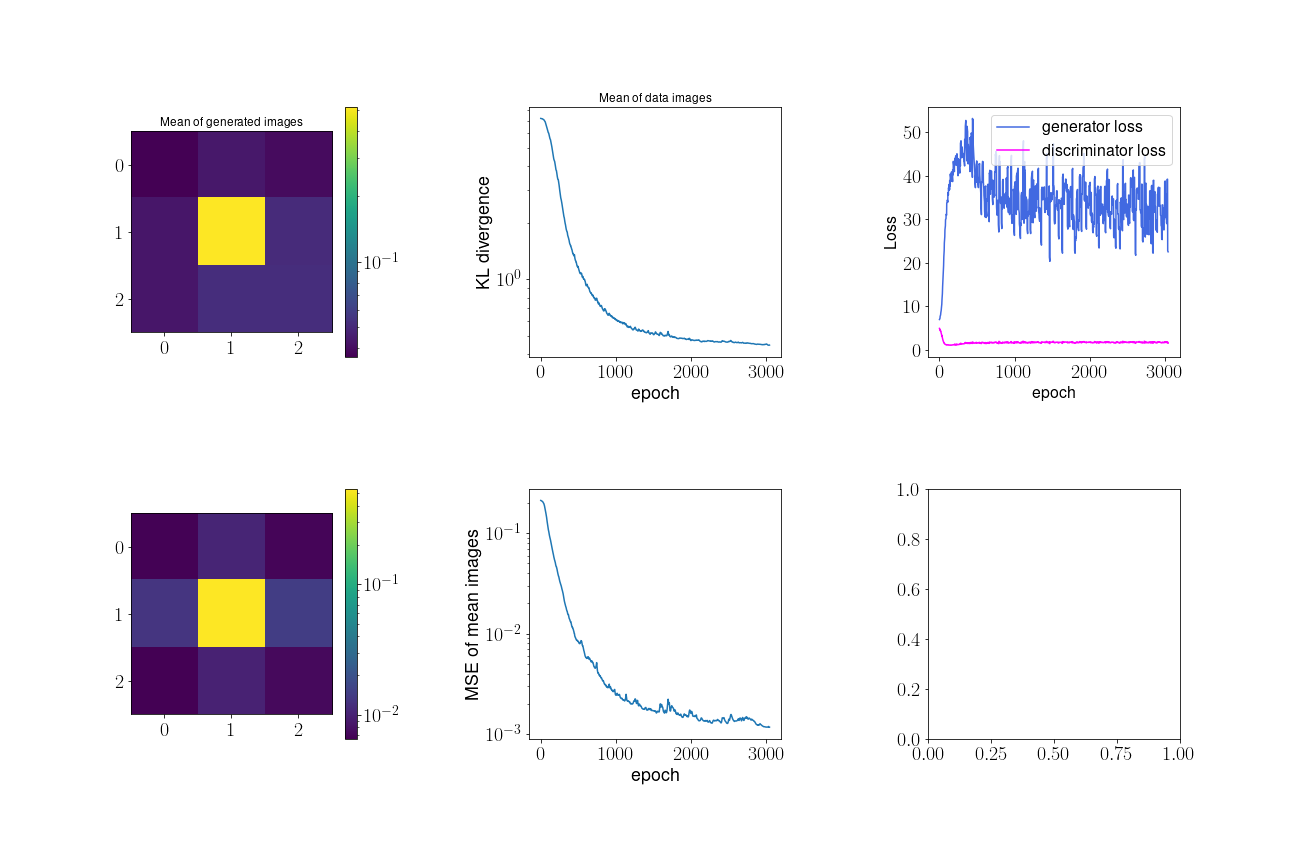 Mean of generated images
0
1
2
0 1 2
10⁻¹
Mean of data images
KL divergence
10⁰
0 1000 2000 3000
epoch
generator loss
discriminator loss
Loss
50
40
30
20
10
0
0 1000 2000 3000
epoch
0
1
2
0 1 2
10⁻¹
10⁻²
MSE of mean images
10⁻¹
10⁻²
10⁻³
0 1000 2000 3000
epoch
1.0
0.8
0.6
0.4
0.2
0.0
0.00 0.25 0.50 0.75 1.00